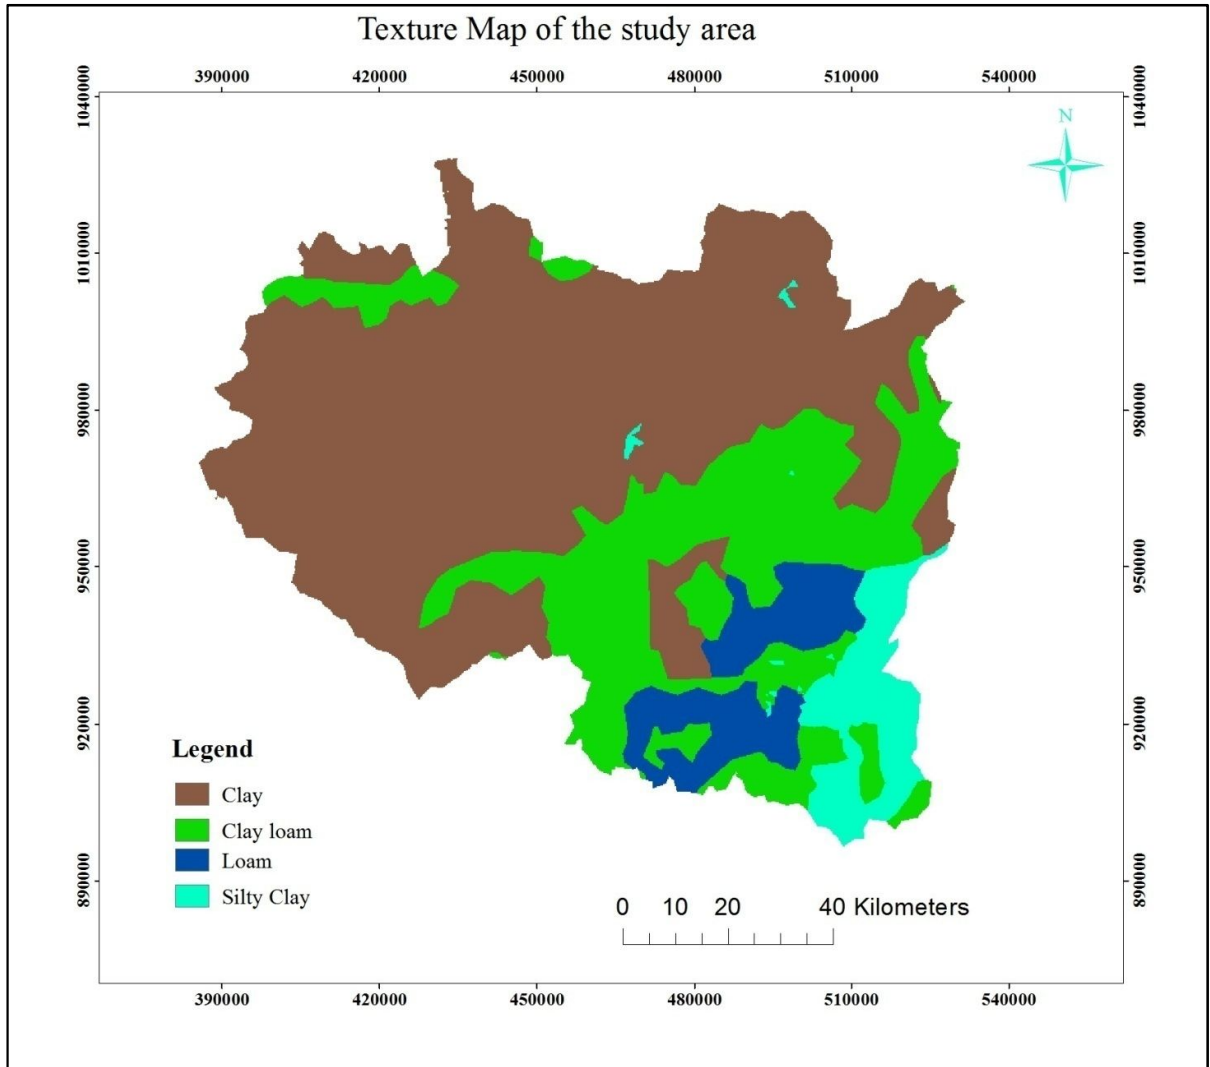 Texture Map of the study area
390000 420000 450000 480000 510000 540000
1040000 1040000
N
1010000 1010000
980000 980000
950000 950000
920000 920000
Legend
Clay
Clay loam
Loam
Silty Clay
890000 890000
0 10 20 40 Kilometers
390000 420000 450000 480000 510000 540000